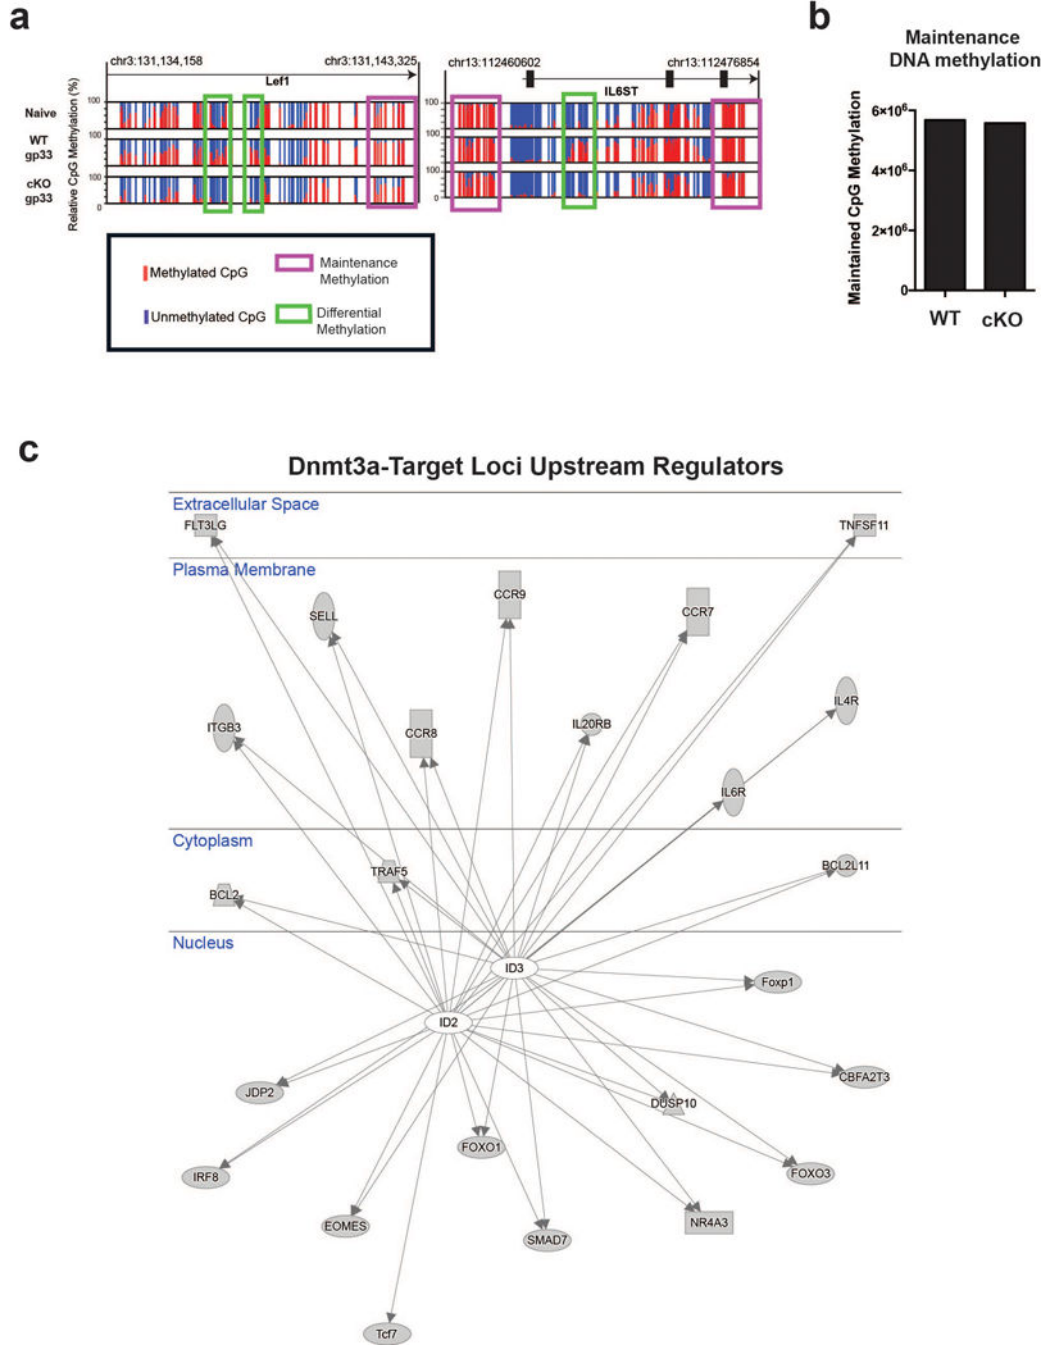 a
chr3:131,134,158
chr3:131,143,325
Lef1
chr13:112460602
chr13:112476854
IL6ST
Relative CpG Methylation (%)
Naive
100
WT
gp33
100
cKO
gp33
100
0
100
100
100
0
Methylated CpG
Maintenance
Methylation
Unmethylated CpG
Differential
Methylation
b
Maintenance
DNA methylation
Maintained CpG Methylation
6×10⁶
4×10⁶
2×10⁶
0
WT
cKO
c
Dnmt3a-Target Loci Upstream Regulators
Extracellular Space
FLT3LG
TNFSF11
Plasma Membrane
CCR9
SELL
CCR7
IL4R
ITGB3
CCR8
IL20RB
IL6R
Cytoplasm
TRAF5
BCL2L11
BCL2
Nucleus
ID3
Foxp1
ID2
CBFA2T3
JDP2
DUSP10
FOXO1
IRF8
FOXO3
EOMES
NR4A3
SMAD7
Tcf7